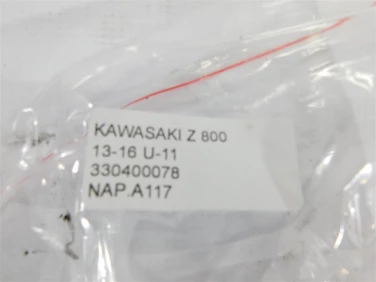 KAWASAKI Z 800
13-16 U-11
330400078
NAP.A117